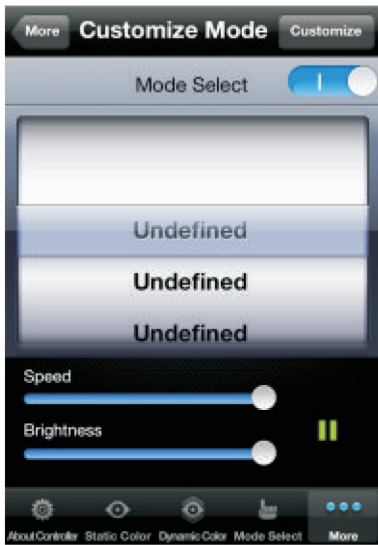 More Customize Mode Customize
Mode Select
Undefined
Undefined
Undefined
Speed
Brightness
About Controller Static Color Dynamic Color Mode Select More